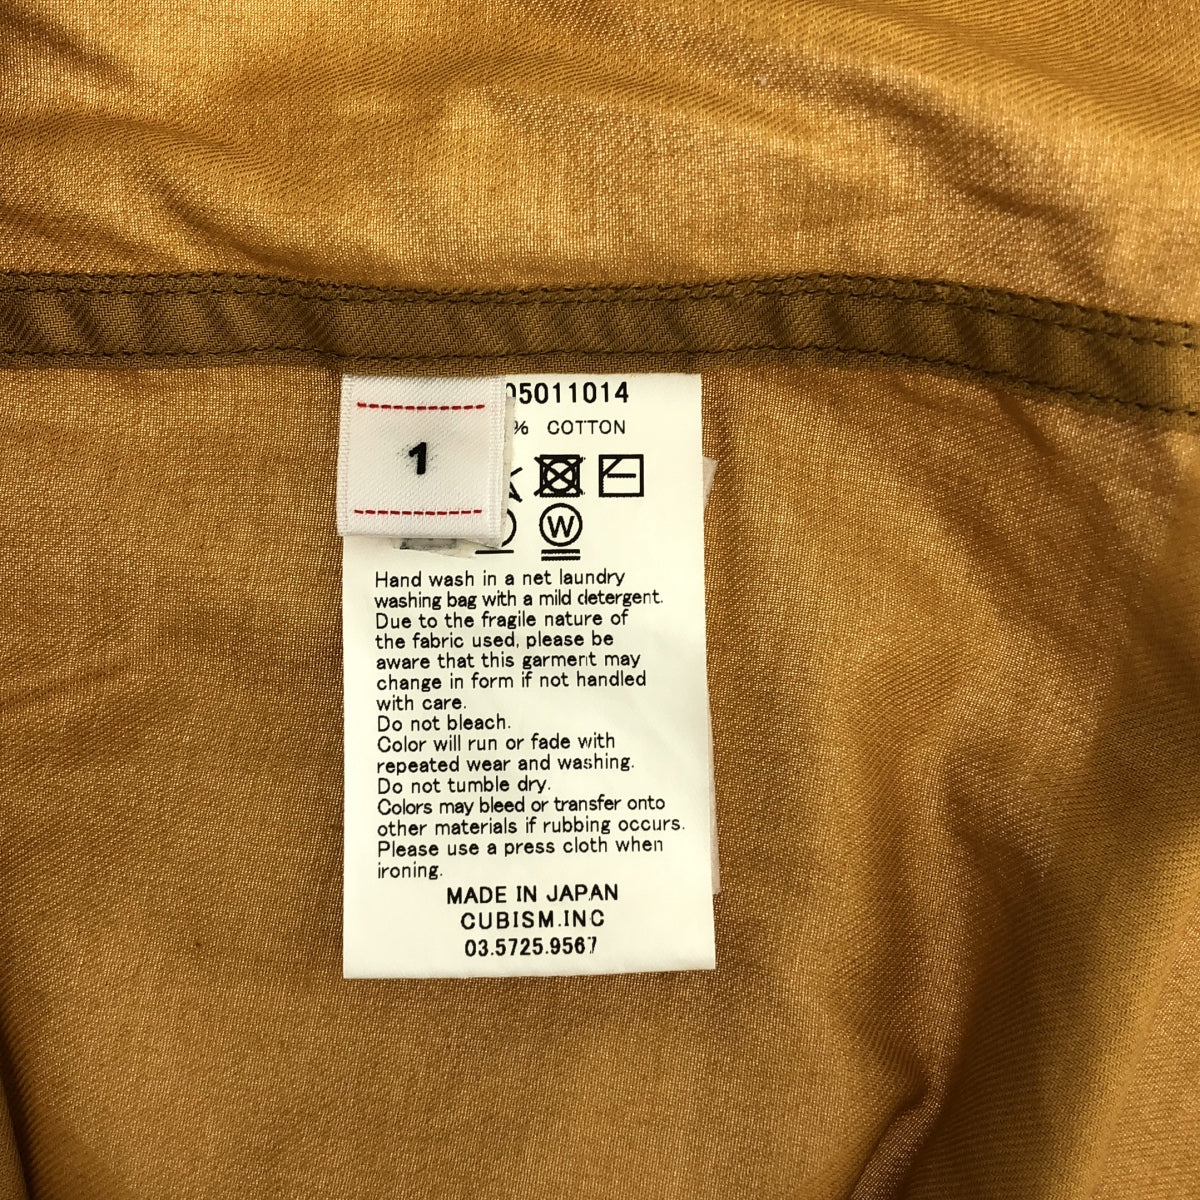 05011014
% COTTON
1
W
Hand wash in a net laundry
washing bag with a mild detergent.
Due to the fragile nature of
the fabric used, please be
aware that this garment may
change in form if not handled
with care.
Do not bleach.
Color will run or fade with
repeated wear and washing.
Do not tumble dry.
Colors may bleed or transfer onto
other materials if rubbing occurs.
Please use a press cloth when
ironing.
MADE IN JAPAN
CUBISM.INC
03.5725.9567